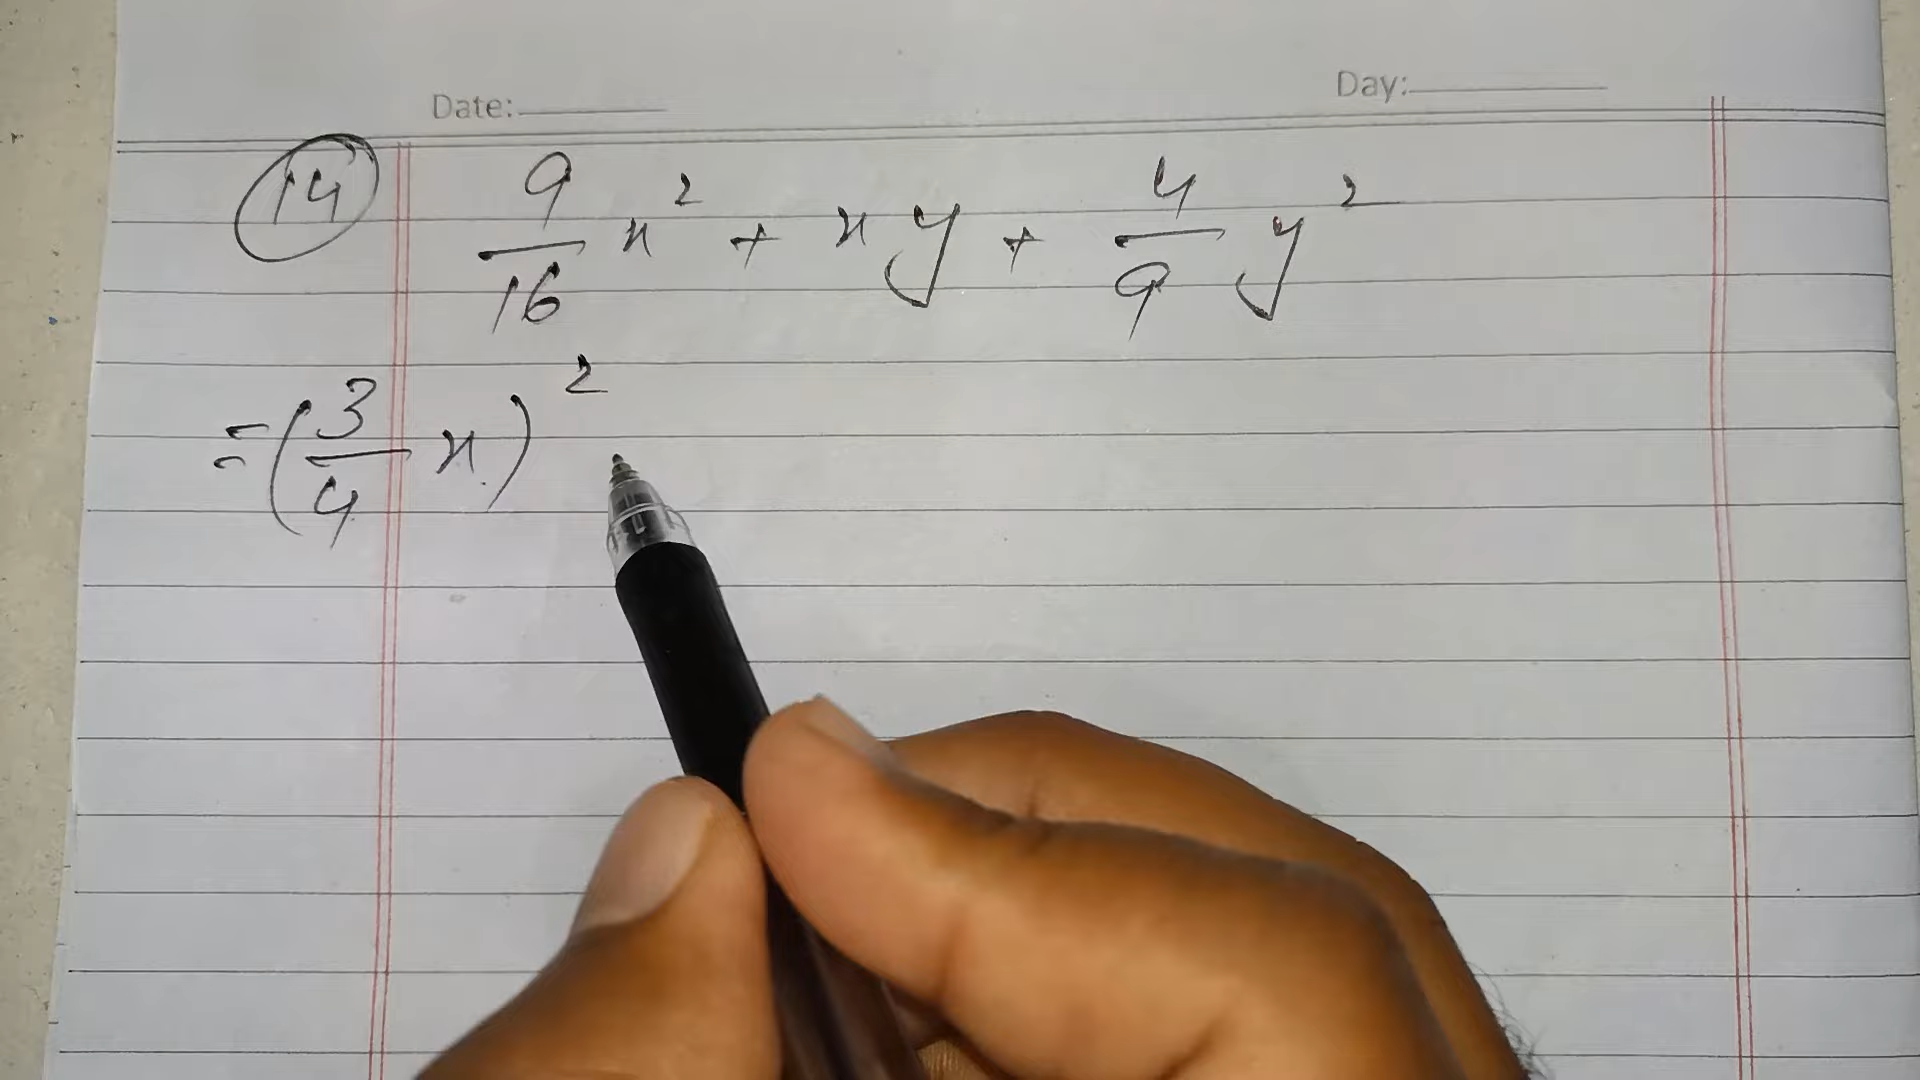 Date: Day:
14 9/16 x² + xy + 4/9 y²
= (3/4 x)²